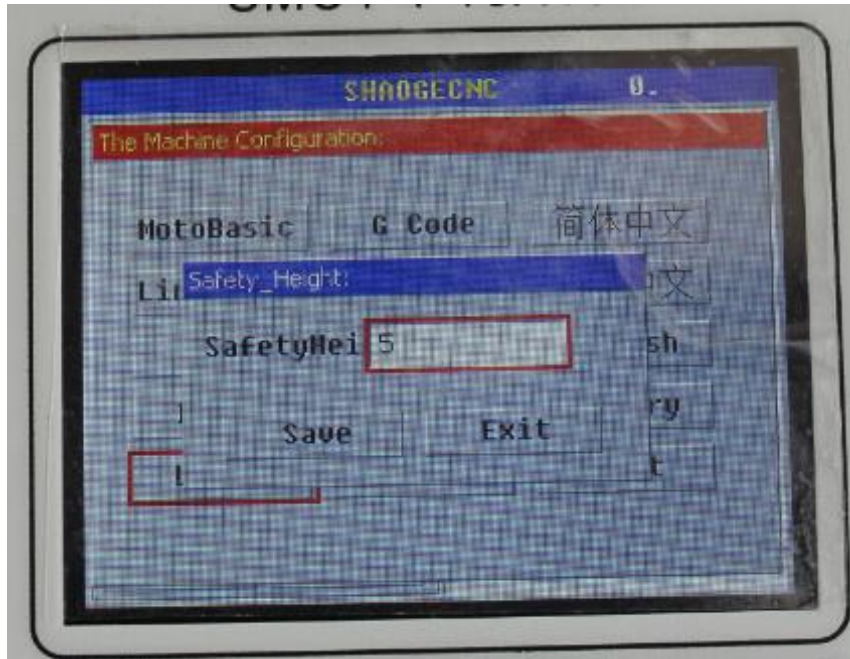 SHAOGECNC 0.
The Machine Configuration:
MotoBasic G Code 简体中文
Safety_Height:
SafetyHei 5
Save Exit